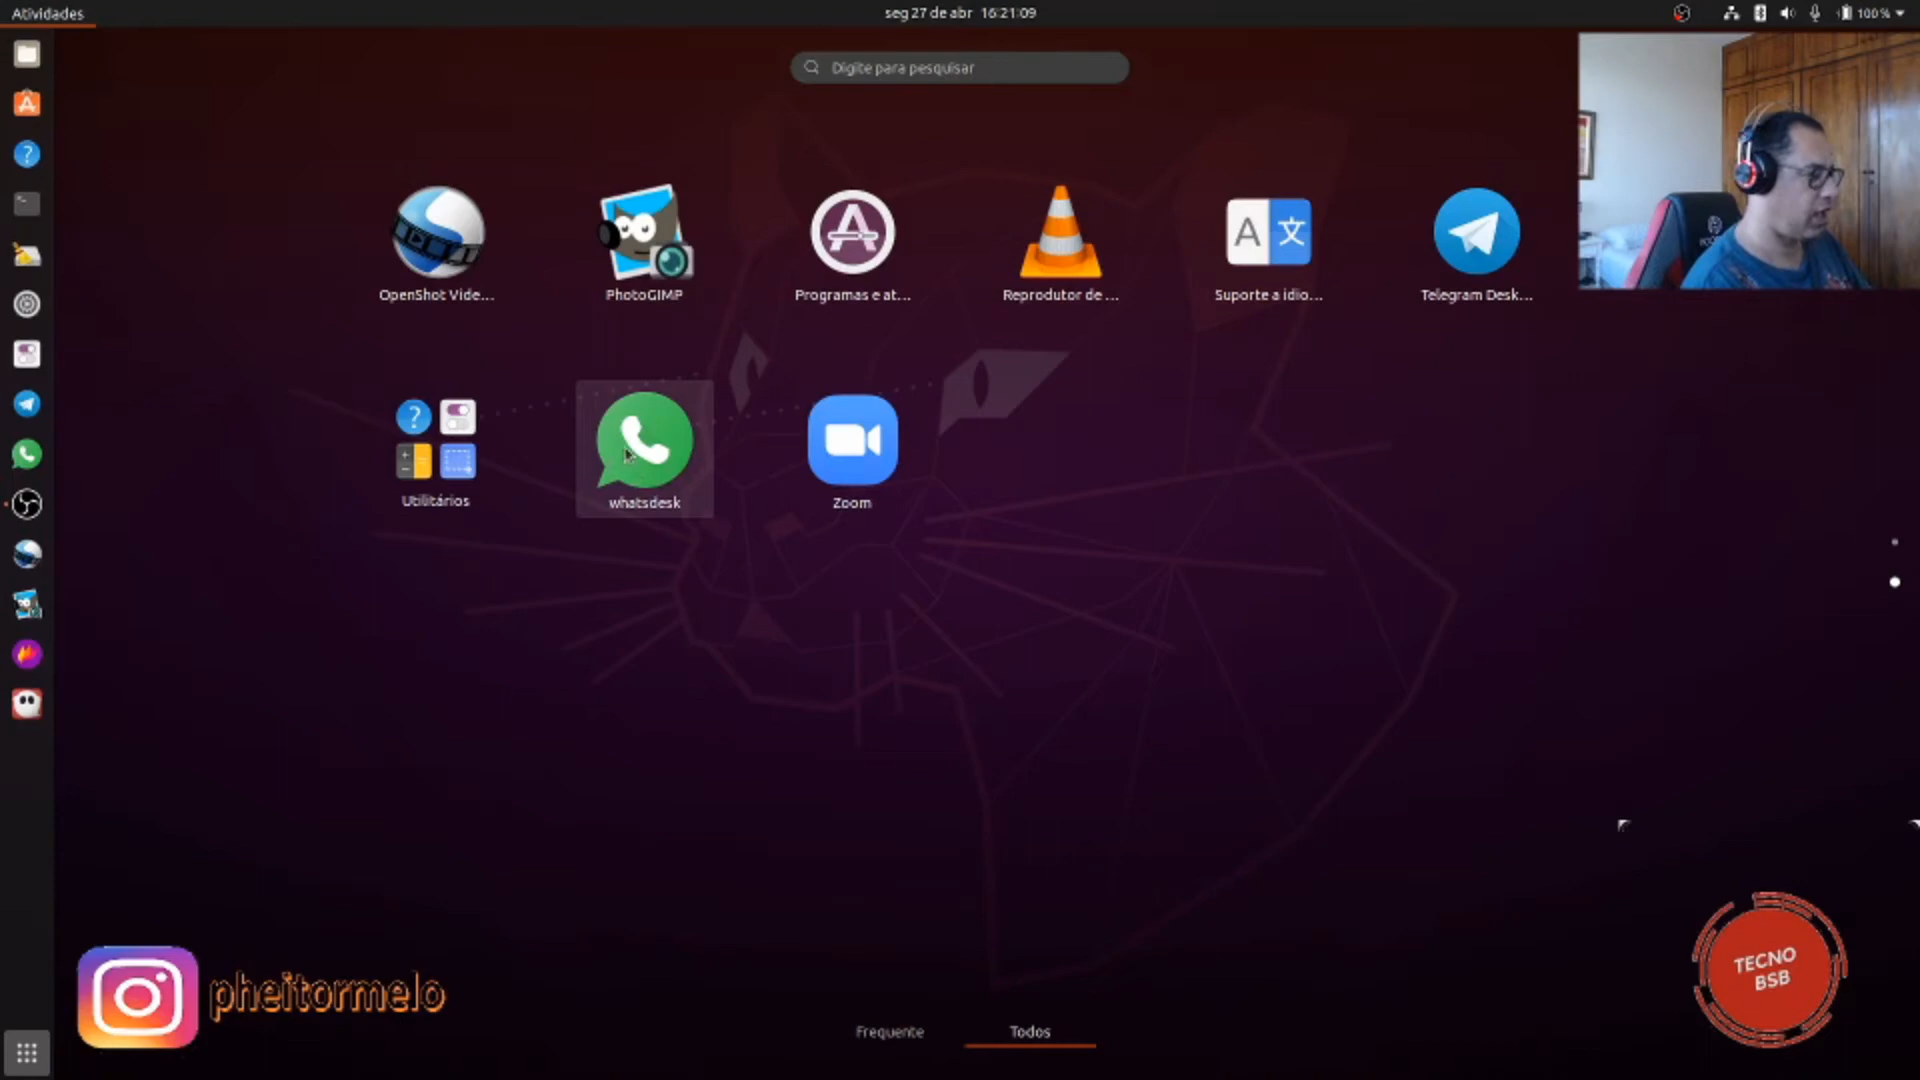 Atividades
seg 27 de abr 16:21:09
100%
Digite para pesquisar
OpenShot Vide...
PhotoGIMP
Programas e at...
Reprodutor de ...
Suporte a idio...
Telegram Desk...
Utilitários
whatsdesk
Zoom
pheitormelo
TECNO
BSB
Frequente
Todos